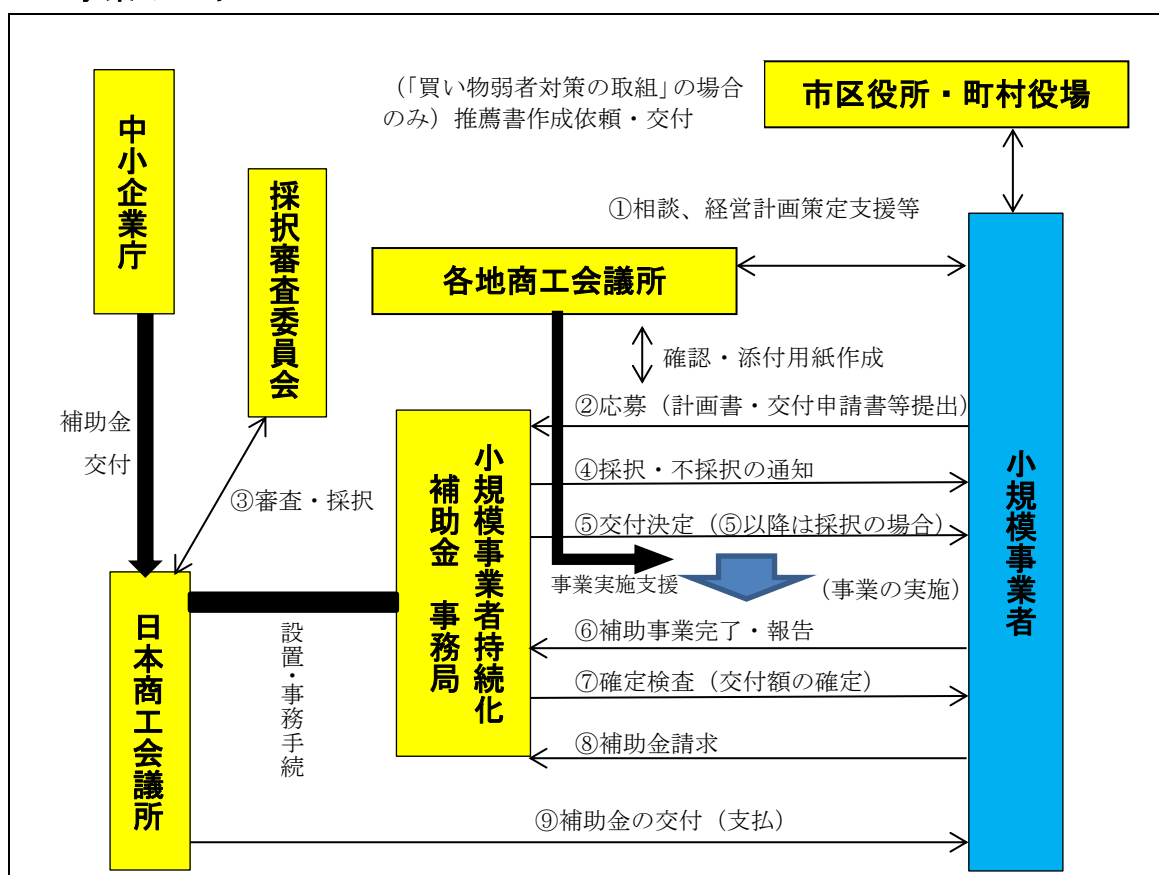 （「買い物弱者対策の取組」の場合
のみ）推薦書作成依頼・交付
市区役所・町村役場
中小企業庁
採択審査委員会
①相談、経営計画策定支援等
各地商工会議所
確認・添付用紙作成
補助金
交付
③審査・採択
②応募（計画書・交付申請書等提出）
④採択・不採択の通知
⑤交付決定（⑤以降は採択の場合）
事業実施支援
（事業の実施）
小規模事業者持続化
補助金　事務局
小規模事業者
日本商工会議所
設置・事務手続
⑥補助事業完了・報告
⑦確定検査（交付額の確定）
⑧補助金請求
⑨補助金の交付（支払）